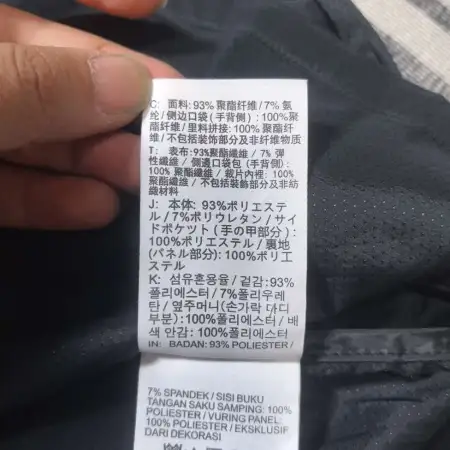 C: 面料: 93% 聚酯纤维 / 7% 氨
纶 / 侧边口袋 (手背侧) : 100% 聚
酯纤维 / 里料拼接: 100% 聚酯纤
维 / 不包括装饰部分及非纤维物质
T: 表布: 93%聚酯纖維 / 7% 彈
性纖維 / 側邊口袋包 (手背側) :
100% 聚酯纖維 / 裁片內裡: 100%
聚酯纖維 / 不包括裝飾部分及非紡
織材料
J: 本体: 93%ポリエステ
ル / 7%ポリウレタン / サイ
ドポケット (手の甲部分) :
100%ポリエステル / 裏地
(パネル部分): 100%ポリエ
ステル
K: 섬유혼용율 / 겉감: 93%
폴리에스터 / 7%폴리우레
탄 / 옆주머니(손가락 마디
부분): 100%폴리에스터 / 배
색 안감: 100%폴리에스터
IN: BADAN: 93% POLIESTER /
7% SPANDEK / SISI BUKU
TANGAN SAKU SAMPING: 100%
POLIESTER / VURING PANEL:
100% POLIESTER / EKSKLUSIF
DARI DEKORASI